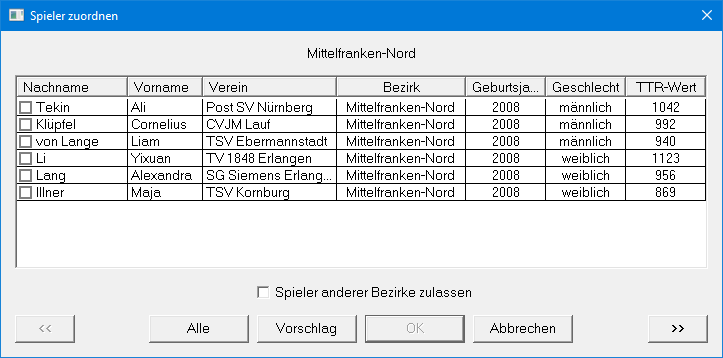 Spieler zuordnen
Mittelfranken-Nord
Nachname Vorname Verein Bezirk Geburtsja... Geschlecht TTR-Wert
Tekin Ali Post SV Nürnberg Mittelfranken-Nord 2008 männlich 1042
Klüpfel Cornelius CVJM Lauf Mittelfranken-Nord 2008 männlich 992
von Lange Liam TSV Ebermannstadt Mittelfranken-Nord 2008 männlich 940
Li Yixuan TV 1848 Erlangen Mittelfranken-Nord 2008 weiblich 1123
Lang Alexandra SG Siemens Erlang... Mittelfranken-Nord 2008 weiblich 956
Illner Maja TSV Kornburg Mittelfranken-Nord 2008 weiblich 869
Spieler anderer Bezirke zulassen
<< Alle Vorschlag OK Abbrechen >>